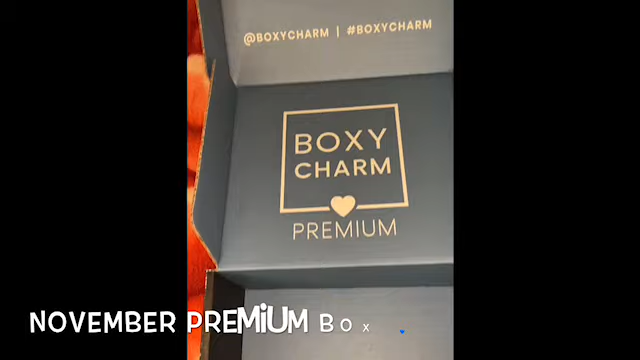 @BOXYCHARM | #BOXYCHARM
BOXY
CHARM
PREMIUM
NOVEMBER PREMiUM BOx